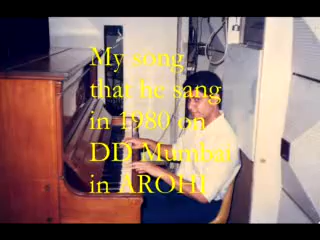 My song
that he sang
in 1980 on
DD Mumbai
in AROHI